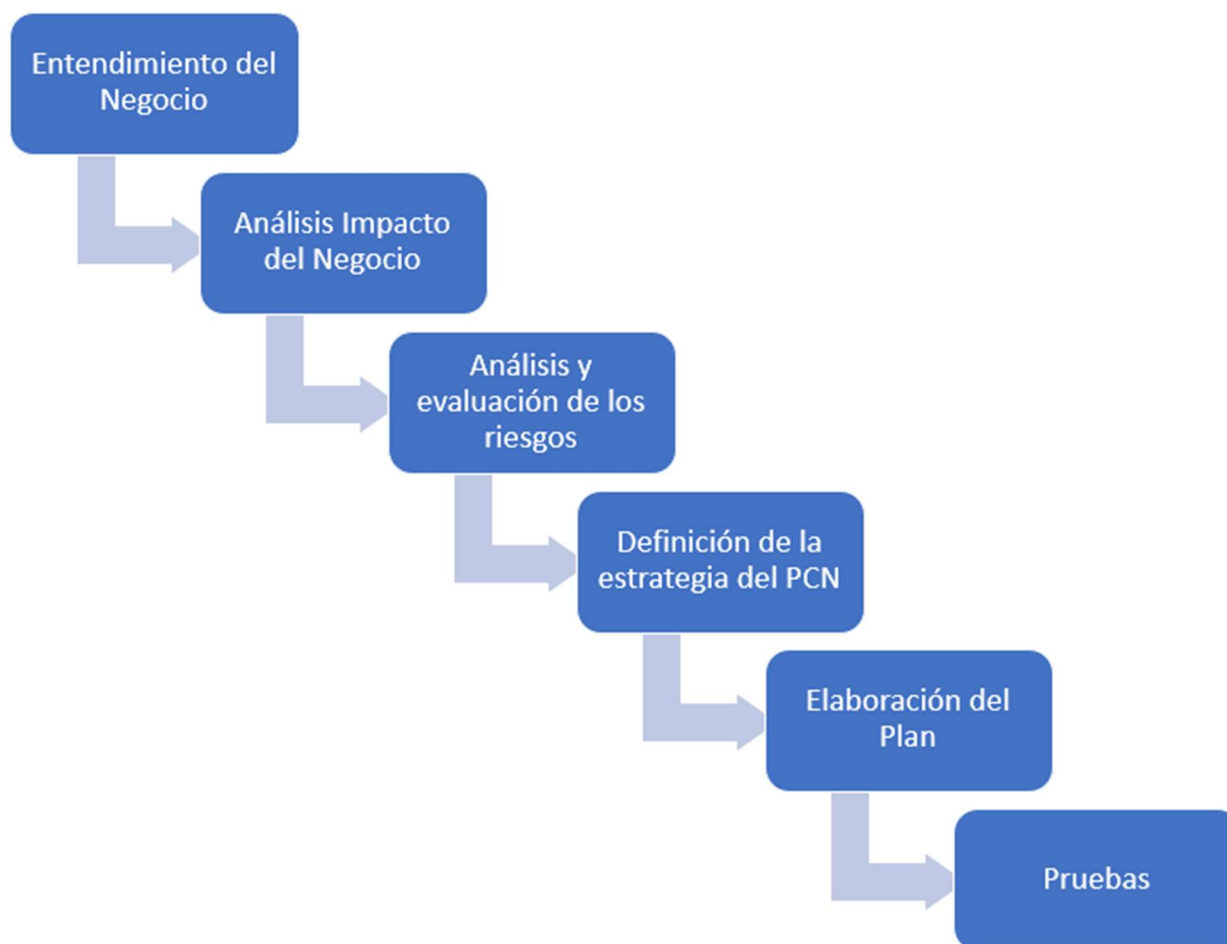 Entendimiento del
Negocio
Análisis Impacto
del Negocio
Análisis y
evaluación de los
riesgos
Definición de la
estrategia del PCN
Elaboración del
Plan
Pruebas